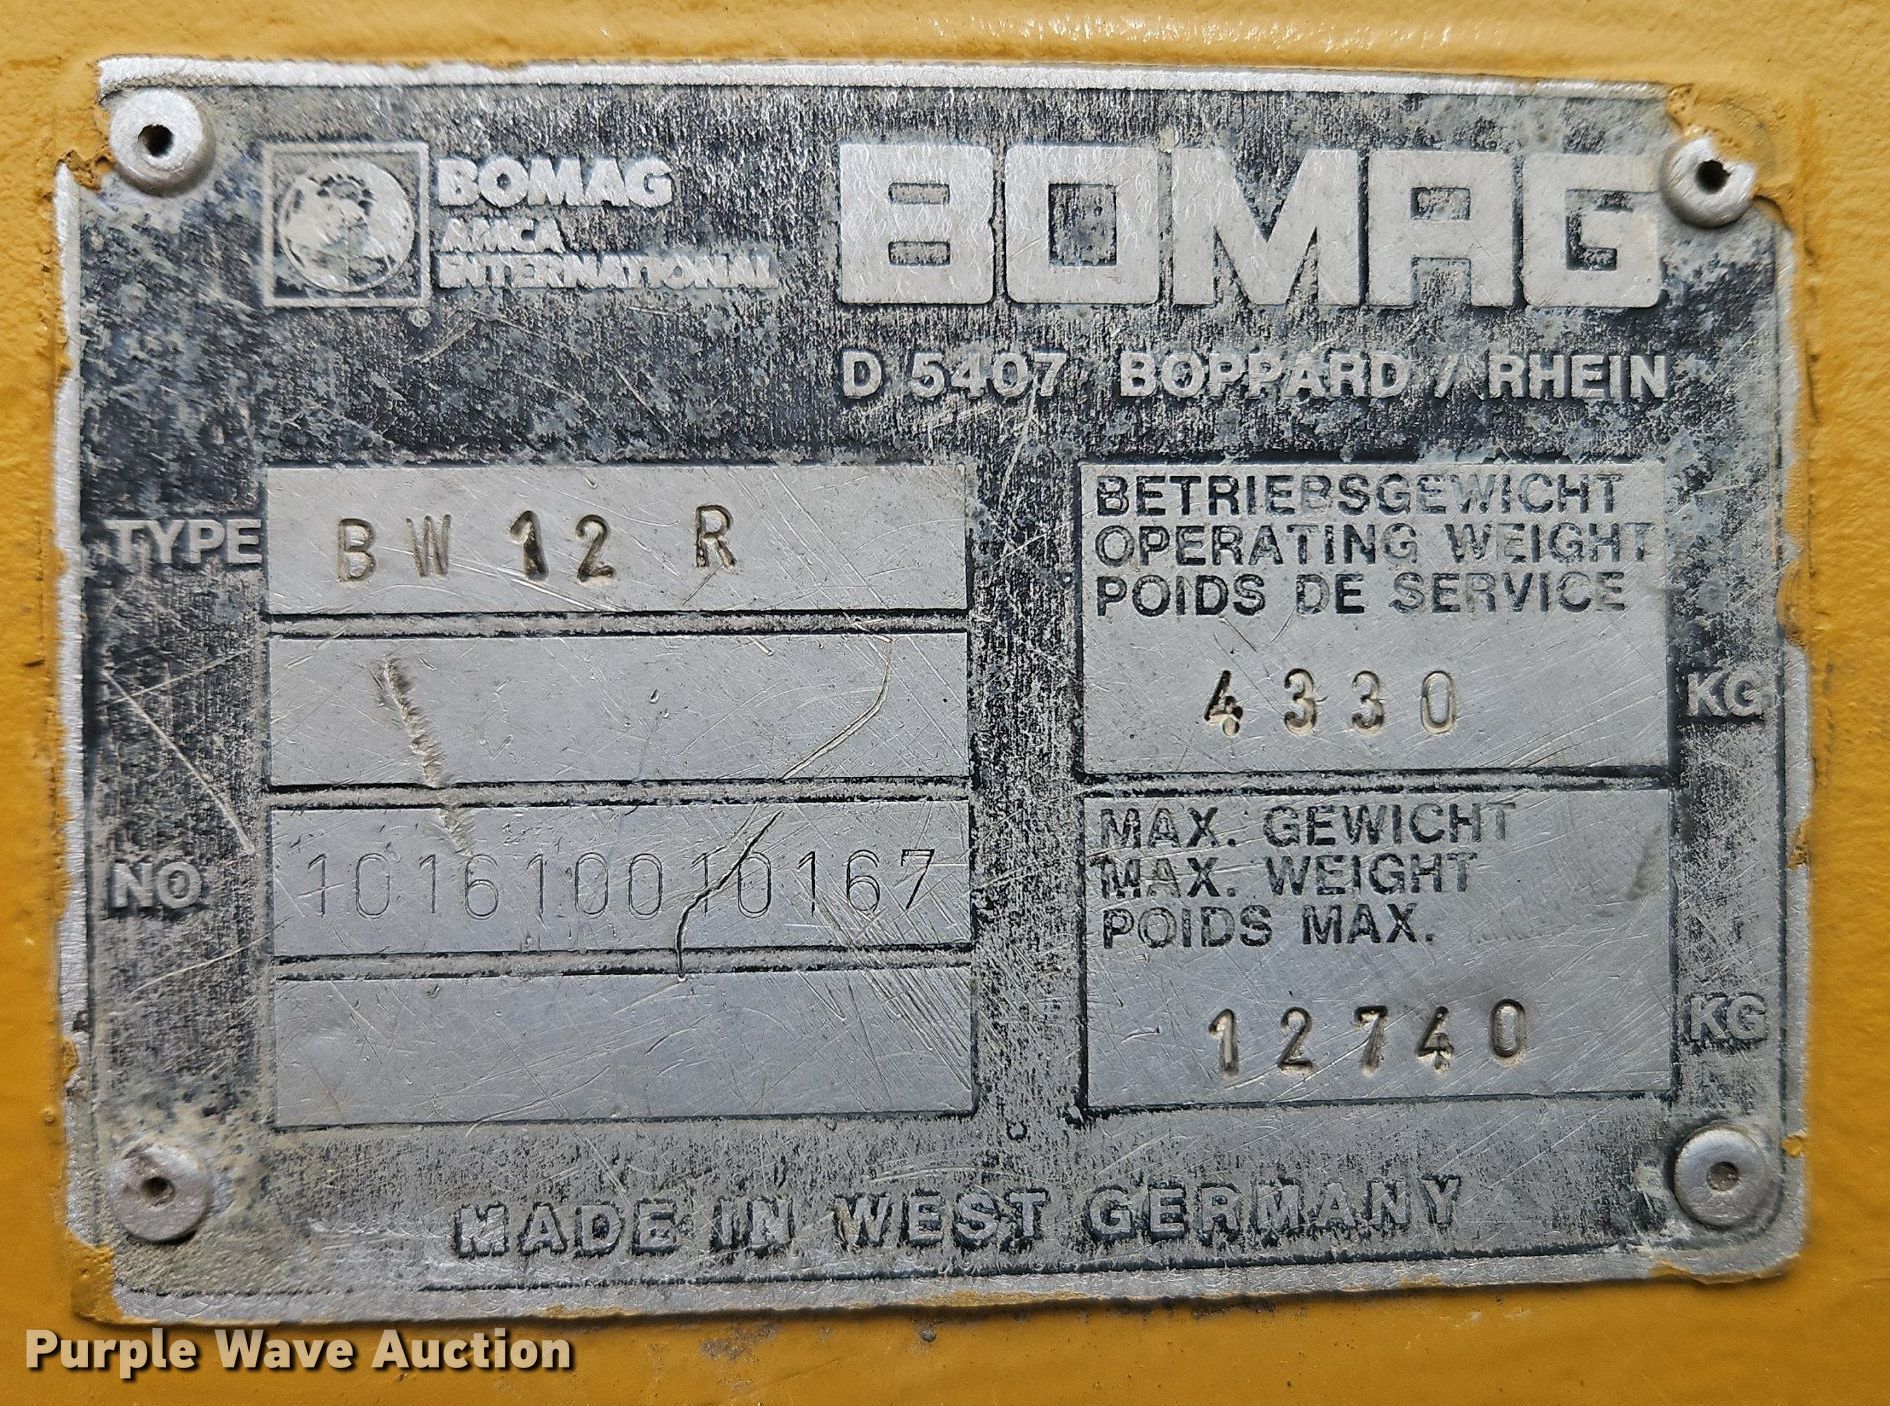 BOMAG
AMCA
INTERNATIONAL
BOMAG
D 5407 BOPPARD / RHEIN
TYPE BW 12 R
NO 101610010167
BETRIEBSGEWICHT
OPERATING WEIGHT
POIDS DE SERVICE
4330 KG
MAX. GEWICHT
MAX. WEIGHT
POIDS MAX.
12740 KG
MADE IN WEST GERMANY
Purple Wave Auction